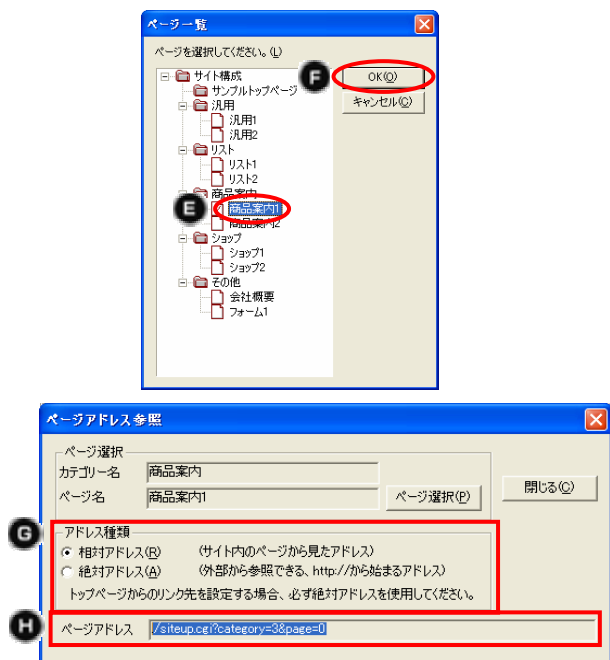 ページ一覧
ページを選択してください。(L)
サイト構成
F
OK(O)
サンプルトップページ
キャンセル(C)
汎用
汎用1
汎用2
リスト
リスト1
リスト2
商品案内
E
商品案内1
商品案内2
ショップ
ショップ1
ショップ2
その他
会社概要
フォーム1
ページアドレス参照
ページ選択
カテゴリー名 商品案内
閉じる(C)
ページ名 商品案内1 ページ選択(P)
G
アドレス種類
相対アドレス(R) (サイト内のページから見たアドレス)
絶対アドレス(A) (外部から参照できる、http://から始まるアドレス)
トップページからのリンク先を設定する場合、必ず絶対アドレスを使用してください。
H
ページアドレス /siteup.cgi?category=3&page=0